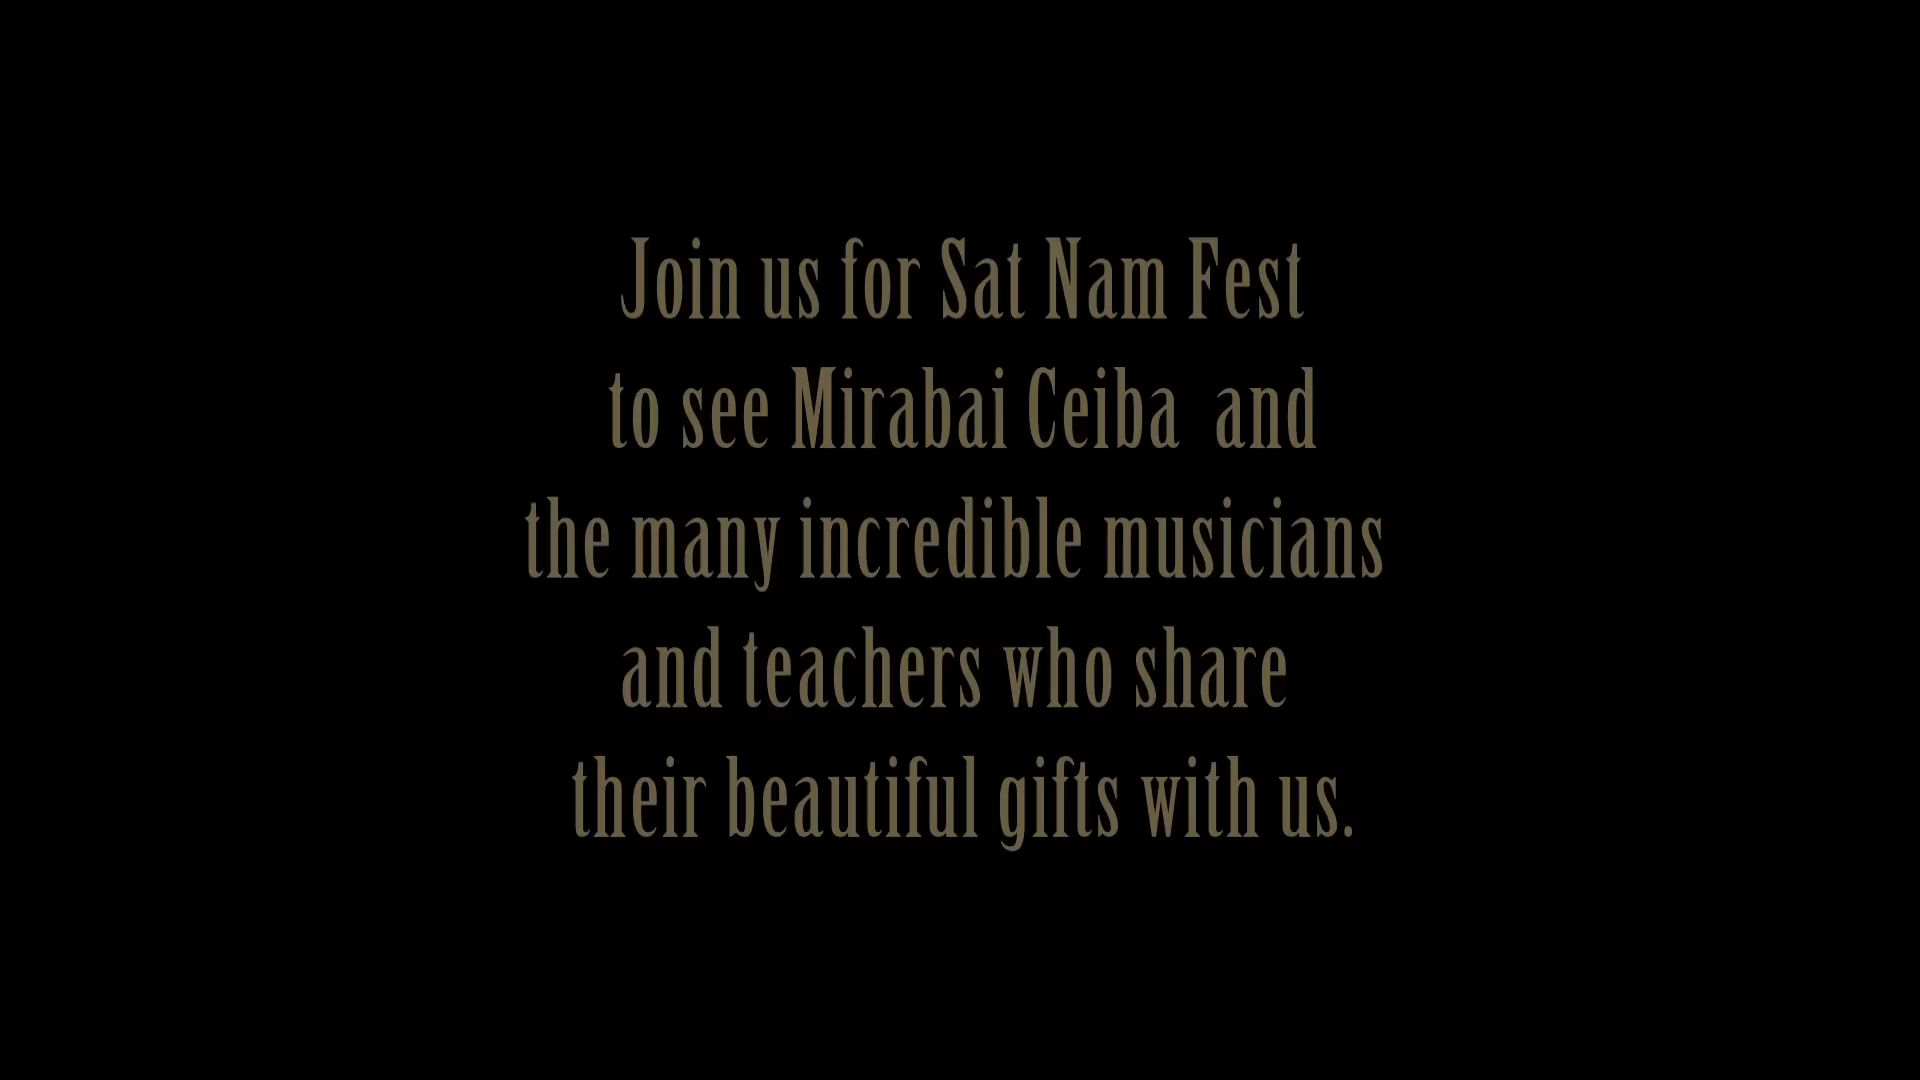 Join us for Sat Nam Fest
to see Mirabai Ceiba  and
the many incredible musicians
and teachers who share
their beautiful gifts with us.